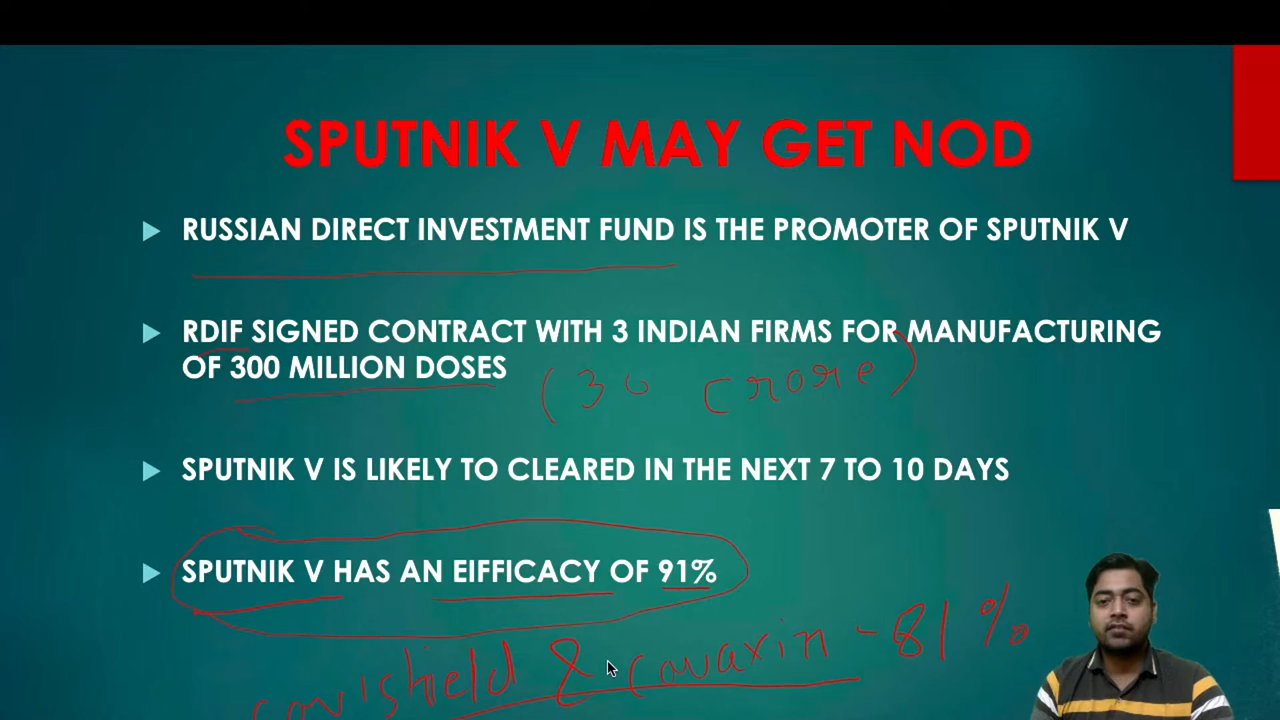 SPUTNIK V MAY GET NOD
RUSSIAN DIRECT INVESTMENT FUND IS THE PROMOTER OF SPUTNIK V
RDIF SIGNED CONTRACT WITH 3 INDIAN FIRMS FOR MANUFACTURING
OF 300 MILLION DOSES
(30 crore)
SPUTNIK V IS LIKELY TO CLEARED IN THE NEXT 7 TO 10 DAYS
SPUTNIK V HAS AN EIFFICACY OF 91%
covishield & covaxin - 81%